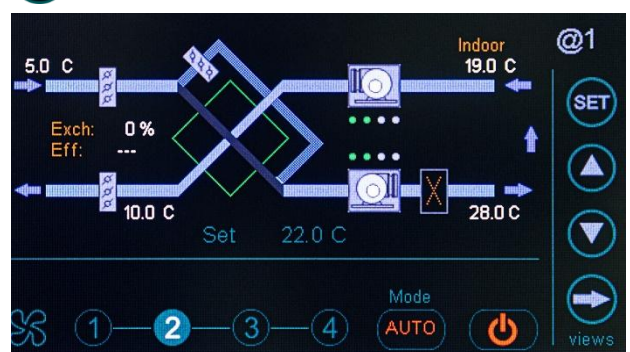 @1
Indoor
5.0 C
19.0 C
SET
Exch: 0 %
Eff: ---
10.0 C
28.0 C
Set 22.0 C
Mode
1 2 3 4
AUTO
views